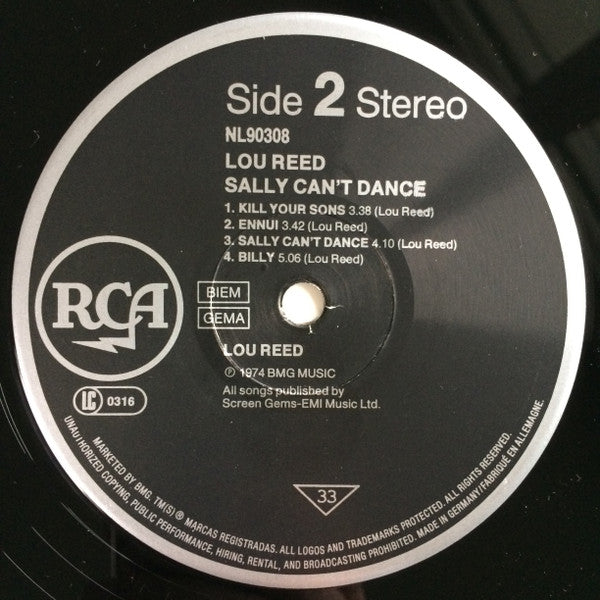 Side 2 Stereo
NL90308
LOU REED
SALLY CAN'T DANCE
1. KILL YOUR SONS 3.38 (Lou Reed)
2. ENNUI 3.42 (Lou Reed)
3. SALLY CAN'T DANCE 4.10 (Lou Reed)
4. BILLY 5.06 (Lou Reed)
RCA
BIEM
GEMA
LOU REED
℗ 1974 BMG MUSIC
All songs published by
Screen Gems-EMI Music Ltd.
LC 0316
33
MARKETED BY BMG. TM(S) ® MARCAS REGISTRADAS. ALL LOGOS AND TRADEMARKS PROTECTED. ALL RIGHTS RESERVED.
UNAUTHORIZED COPYING, PUBLIC PERFORMANCE, HIRING, RENTAL, AND BROADCASTING PROHIBITED. MADE IN GERMANY/FABRIQUÉ EN ALLEMAGNE.